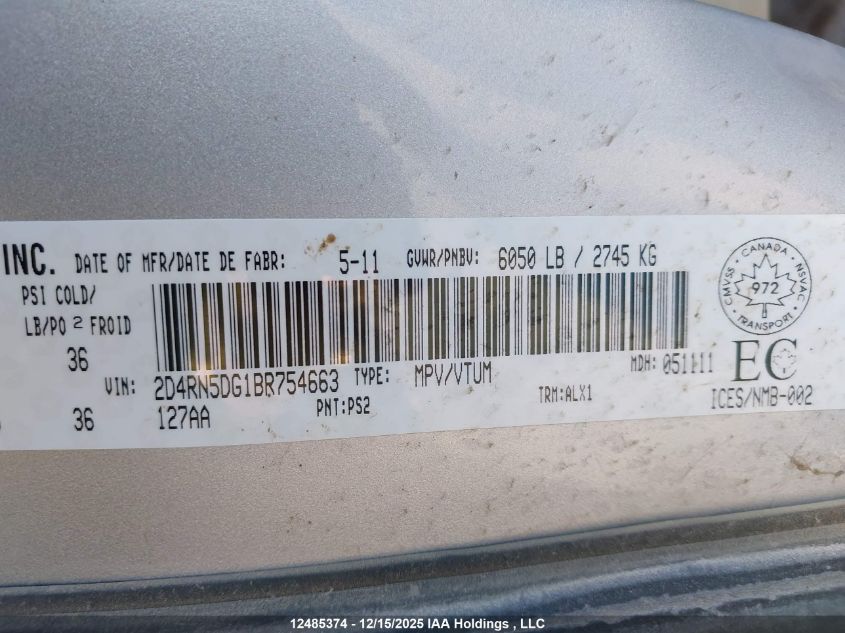 INC. DATE OF MFR/DATE DE FABR: 5-11 GVWR/PNBV: 6050 LB / 2745 KG
PSI COLD/
LB/PO 2 FROID
36
VIN: 2D4RN5DG1BR754663 TYPE: MPV/VTUM MDH: 051111
36 127AA PNT:PS2 TRM:ALX1
CANADA
CMVSS NSVAC
972
TRANSPORT
EC
ICES/NMB-002
12485374 - 12/15/2025 IAA Holdings , LLC